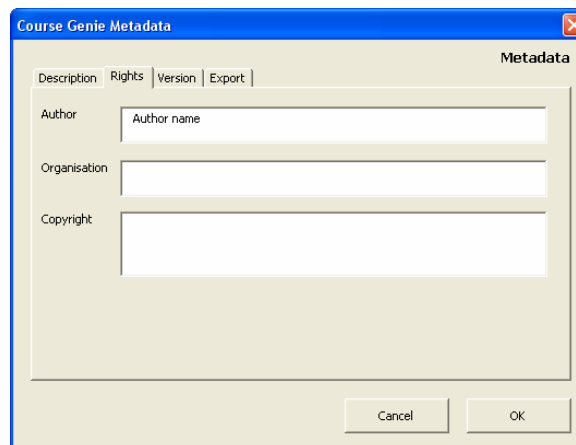 Course Genie Metadata
Metadata
Description Rights Version Export
Author Author name
Organisation
Copyright
Cancel OK